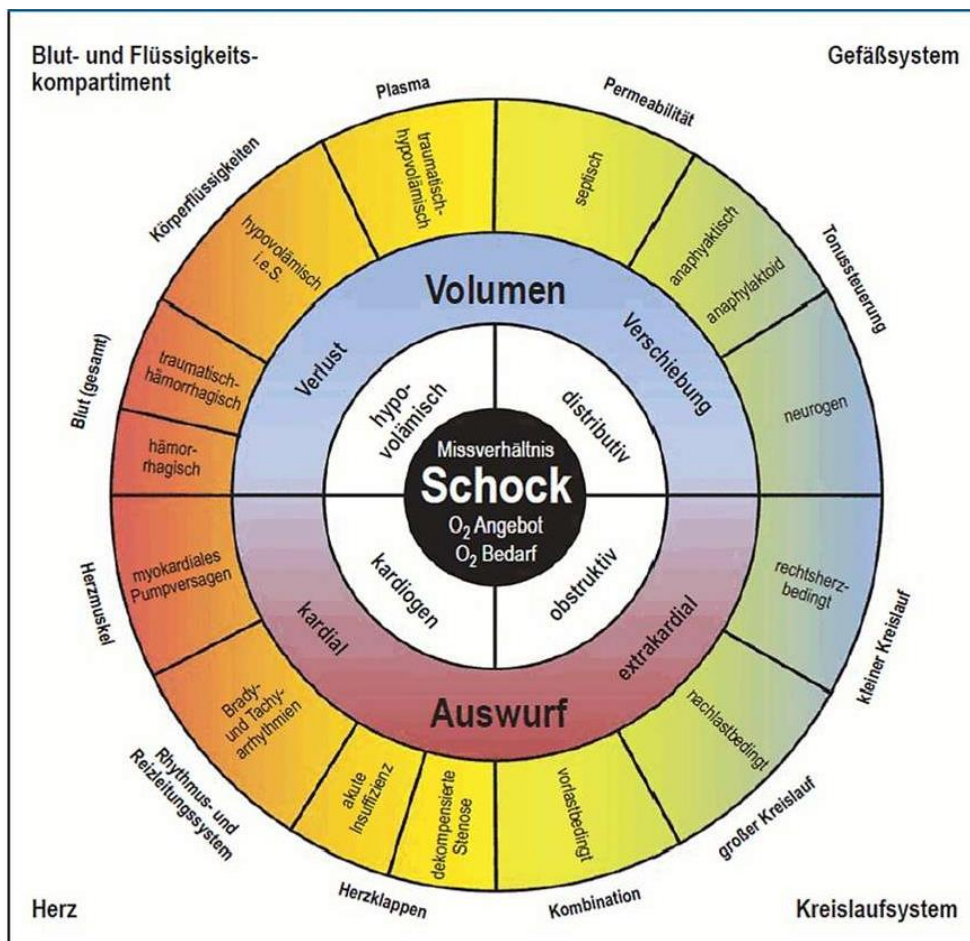 Blut- und Flüssigkeits-
kompartiment
Gefäßsystem
Plasma
Permeabilität
Körperflüssigkeiten
Tonussteuerung
Blut (gesamt)
Herzmuskel
kleiner Kreislauf
Rhythmus- und
Reizleitungssystem
großer Kreislauf
Herzklappen
Kombination
Herz
Kreislaufsystem
traumatisch-
hypovolämisch
septisch
hypovolämisch
i.e.S.
anaphyaktisch
anaphylaktoid
traumatisch-
hämorrhagisch
neurogen
hämor-
rhagisch
myokardiales
Pumpversagen
rechtsherz-
bedingt
Brady-
und Tachy-
arrhythmien
nachlastbedingt
akute
Insuffizienz
dekompensierte
Stenose
vorlastbedingt
Volumen
Verlust
Verschiebung
kardial
extrakardial
Auswurf
hypo-
volämisch
distributiv
kardiogen
obstruktiv
Missverhältnis
Schock
O₂ Angebot
O₂ Bedarf